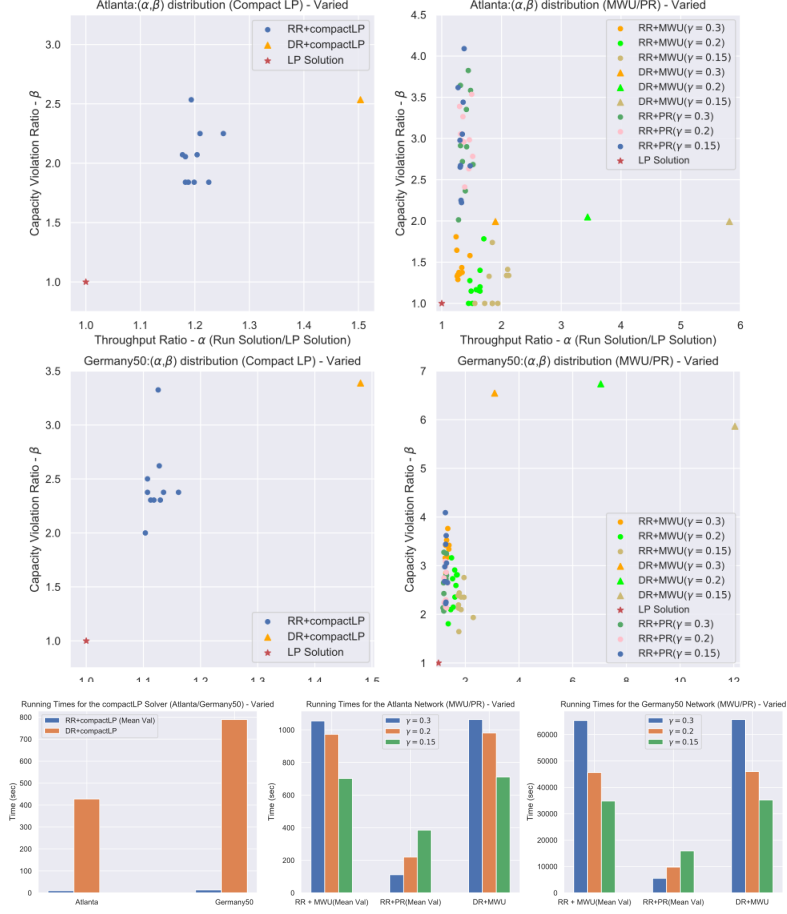 Atlanta:(α,β) distribution (Compact LP) - Varied
3.0
2.5
2.0
1.5
1.0
Capacity Violation Ratio - β
RR+compactLP
DR+compactLP
LP Solution
1.0
1.1
1.2
1.3
1.4
1.5
Throughput Ratio - α (Run Solution/LP Solution)
Atlanta:(α,β) distribution (MWU/PR) - Varied
4.5
4.0
3.5
3.0
2.5
2.0
1.5
1.0
Capacity Violation Ratio - β
RR+MWU(γ = 0.3)
RR+MWU(γ = 0.2)
RR+MWU(γ = 0.15)
DR+MWU(γ = 0.3)
DR+MWU(γ = 0.2)
DR+MWU(γ = 0.15)
RR+PR(γ = 0.3)
RR+PR(γ = 0.2)
RR+PR(γ = 0.15)
LP Solution
1
2
3
4
5
6
Throughput Ratio - α (Run Solution/LP Solution)
Germany50:(α,β) distribution (Compact LP) - Varied
3.5
3.0
2.5
2.0
1.5
1.0
Capacity Violation Ratio - β
RR+compactLP
DR+compactLP
LP Solution
1.0
1.1
1.2
1.3
1.4
1.5
Germany50:(α,β) distribution (MWU/PR) - Varied
7
6
5
4
3
2
1
Capacity Violation Ratio - β
RR+MWU(γ = 0.3)
RR+MWU(γ = 0.2)
RR+MWU(γ = 0.15)
DR+MWU(γ = 0.3)
DR+MWU(γ = 0.2)
DR+MWU(γ = 0.15)
LP Solution
RR+PR(γ = 0.3)
RR+PR(γ = 0.2)
RR+PR(γ = 0.15)
2
4
6
8
10
12
Running Times for the compactLP Solver (Atlanta/Germany50) - Varied
800
700
600
500
400
300
200
100
0
Time (sec)
RR+compactLP (Mean Val)
DR+compactLP
Atlanta
Germany50
Running Times for the Atlanta Network (MWU/PR) - Varied
1000
800
600
400
200
0
Time (sec)
γ = 0.3
γ = 0.2
γ = 0.15
RR + MWU(Mean Val)
RR+PR(Mean Val)
DR+MWU
Running Times for the Germany50 Network (MWU/PR) - Varied
60000
50000
40000
30000
20000
10000
0
Time (sec)
γ = 0.3
γ = 0.2
γ = 0.15
RR + MWU(Mean Val)
RR+PR(Mean Val)
DR+MWU